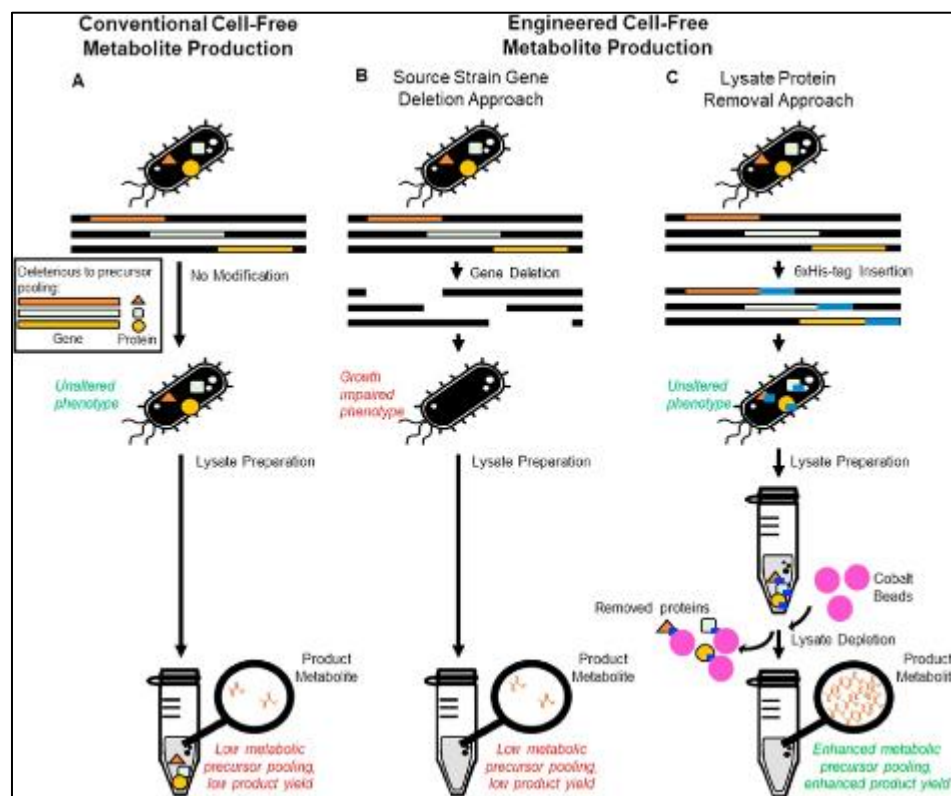 Conventional Cell-Free
Metabolite Production
Engineered Cell-Free
Metabolite Production
A
B
Source Strain Gene
Deletion Approach
C
Lysate Protein
Removal Approach
Deleterious to precursor
pooling:
Gene
Protein
No Modification
Gene Deletion
6xHis-tag Insertion
Unaltered
phenotype
Growth
impaired
phenotype
Unaltered
phenotype
Lysate Preparation
Lysate Preparation
Lysate Preparation
Cobalt
Beads
Removed proteins
Lysate Depletion
Product
Metabolite
Product
Metabolite
Product
Metabolit
Low metabolic
precursor pooling,
low product yield
Low metabolic
precursor pooling,
low product yield
Enhanced metabolic
precursor pooling,
enhanced product yield